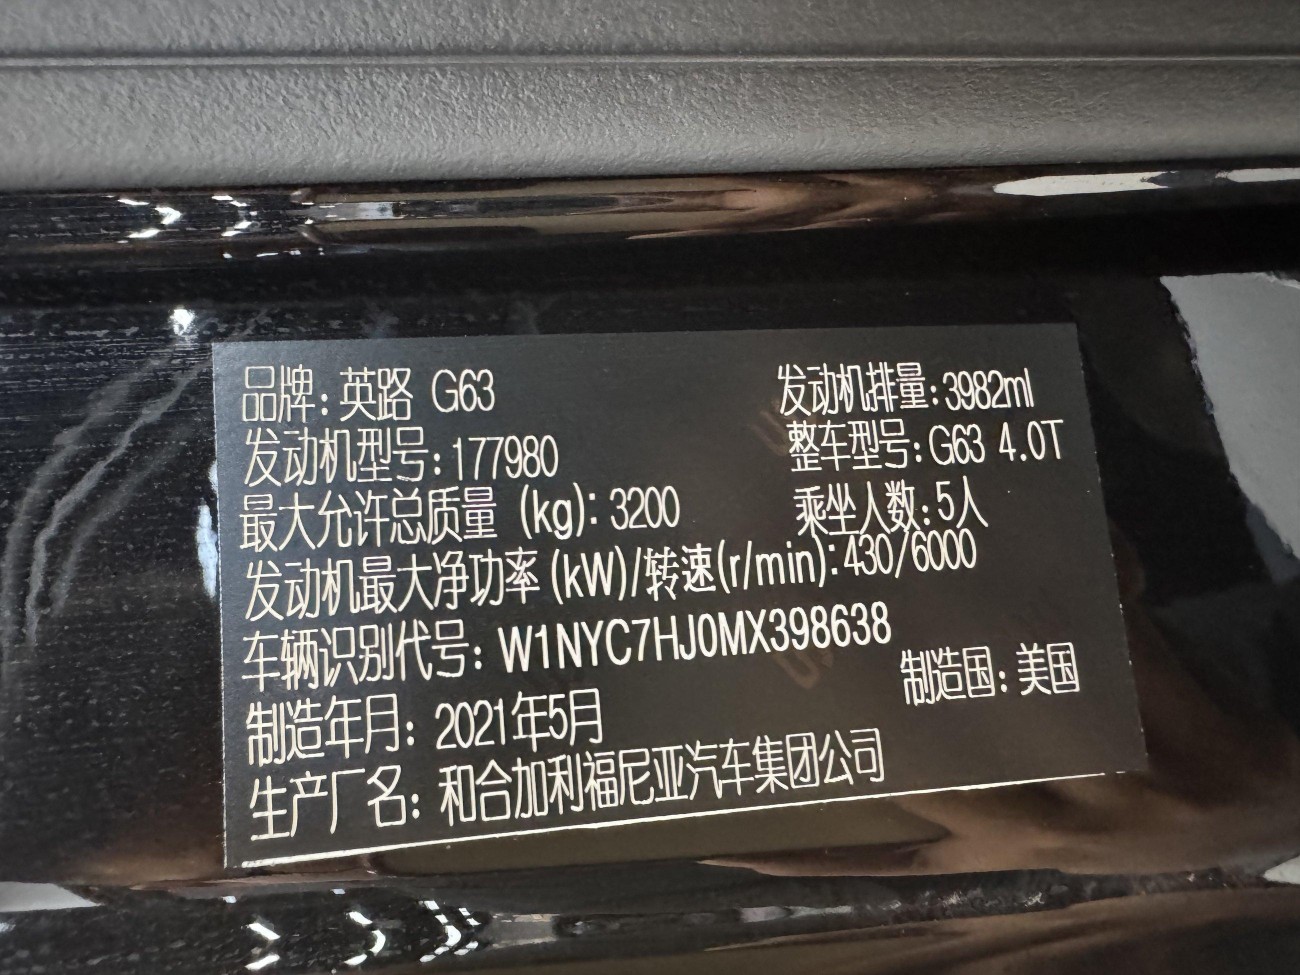 品牌：英路 G63 发动机排量：3982ml
发动机型号：177980 整车型号：G63 4.0T
最大允许总质量（kg）：3200 乘坐人数：5人
发动机最大净功率(kW)/转速(r/min)：430/6000
车辆识别代号：W1NYC7HJ0MX398638
制造年月：2021年5月 制造国：美国
生产厂名：和合加利福尼亚汽车集团公司